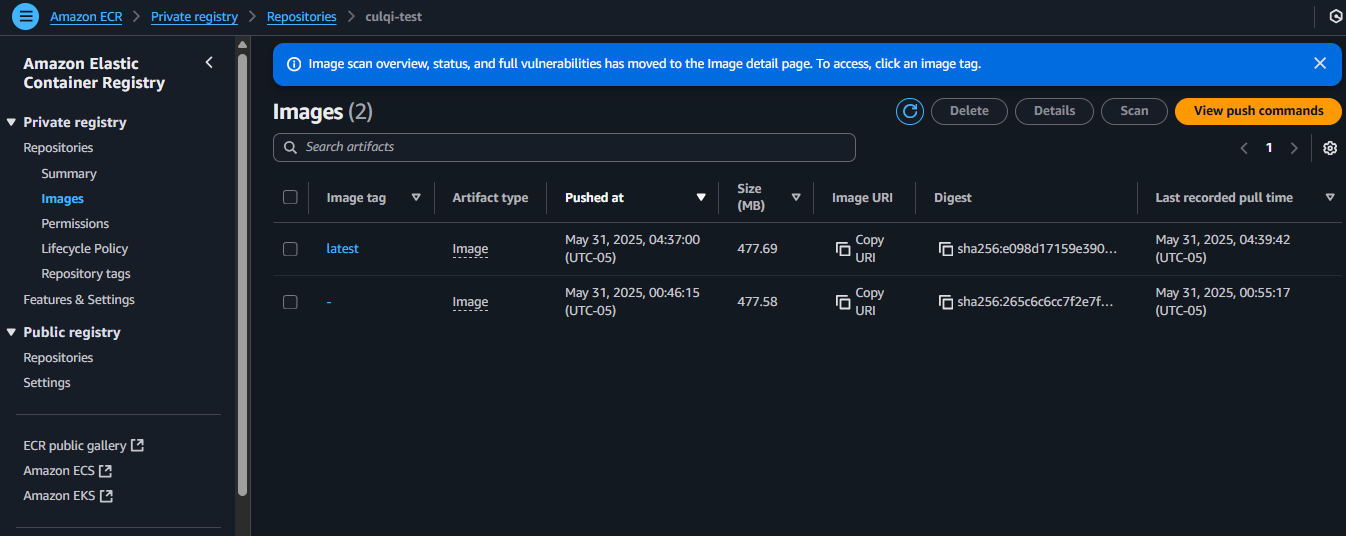 Amazon ECR > Private registry > Repositories > culqi-test
Amazon Elastic
Container Registry
Private registry
Repositories
Summary
Images
Permissions
Lifecycle Policy
Repository tags
Features & Settings
Public registry
Repositories
Settings
ECR public gallery
Amazon ECS
Amazon EKS
Image scan overview, status, and full vulnerabilities has moved to the Image detail page. To access, click an image tag.
Images (2)
Delete
Details
Scan
View push commands
Search artifacts
1
Image tag
Artifact type
Pushed at
Size
(MB)
Image URI
Digest
Last recorded pull time
latest
Image
May 31, 2025, 04:37:00
(UTC-05)
477.69
Copy
URI
sha256:e098d17159e390...
May 31, 2025, 04:39:42
(UTC-05)
-
Image
May 31, 2025, 00:46:15
(UTC-05)
477.58
Copy
URI
sha256:265c6c6cc7f2e7f...
May 31, 2025, 00:55:17
(UTC-05)